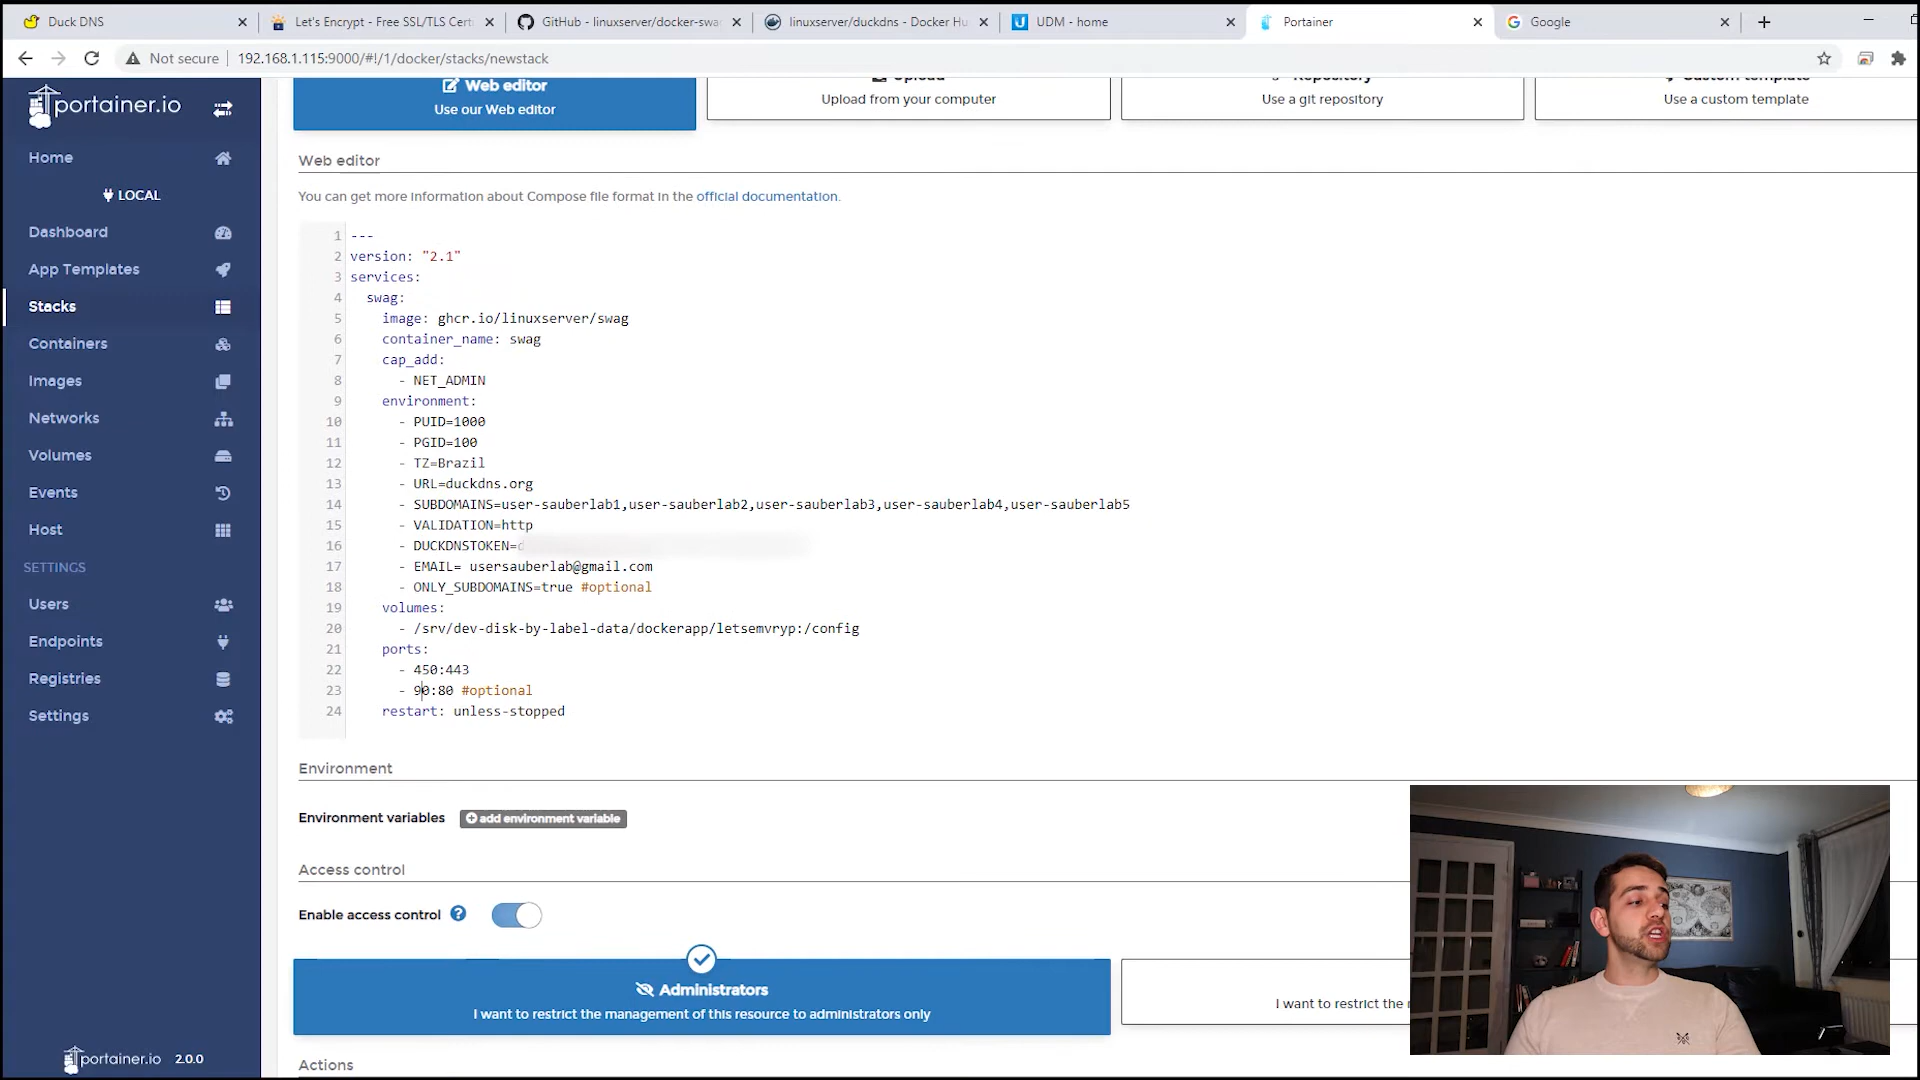 Duck DNS
Let's Encrypt - Free SSL/TLS Cert
GitHub - linuxserver/docker-swa
linuxserver/duckdns - Docker Hu
UDM - home
Portainer
Google
Not secure
192.168.1.115:9000/#!/1/docker/stacks/newstack
portainer.io
Home
LOCAL
Dashboard
App Templates
Stacks
Containers
Images
Networks
Volumes
Events
Host
SETTINGS
Users
Endpoints
Registries
Settings
portainer.io 2.0.0
Web editor
Use our Web editor
Upload
Upload from your computer
Repository
Use a git repository
Custom template
Use a custom template
Web editor
You can get more information about Compose file format in the official documentation.
1 ---
2 version: "2.1"
3 services:
4 swag:
5 image: ghcr.io/linuxserver/swag
6 container_name: swag
7 cap_add:
8 - NET_ADMIN
9 environment:
10 - PUID=1000
11 - PGID=100
12 - TZ=Brazil
13 - URL=duckdns.org
14 - SUBDOMAINS=user-sauberlab1,user-sauberlab2,user-sauberlab3,user-sauberlab4,user-sauberlab5
15 - VALIDATION=http
16 - DUCKDNSTOKEN=
17 - EMAIL= usersauberlab@gmail.com
18 - ONLY_SUBDOMAINS=true #optional
19 volumes:
20 - /srv/dev-disk-by-label-data/dockerapp/letsemvryp:/config
21 ports:
22 - 450:443
23 - 90:80 #optional
24 restart: unless-stopped
Environment
Environment variables
add environment variable
Access control
Enable access control
Administrators
I want to restrict the management of this resource to administrators only
I want to restrict the
Actions